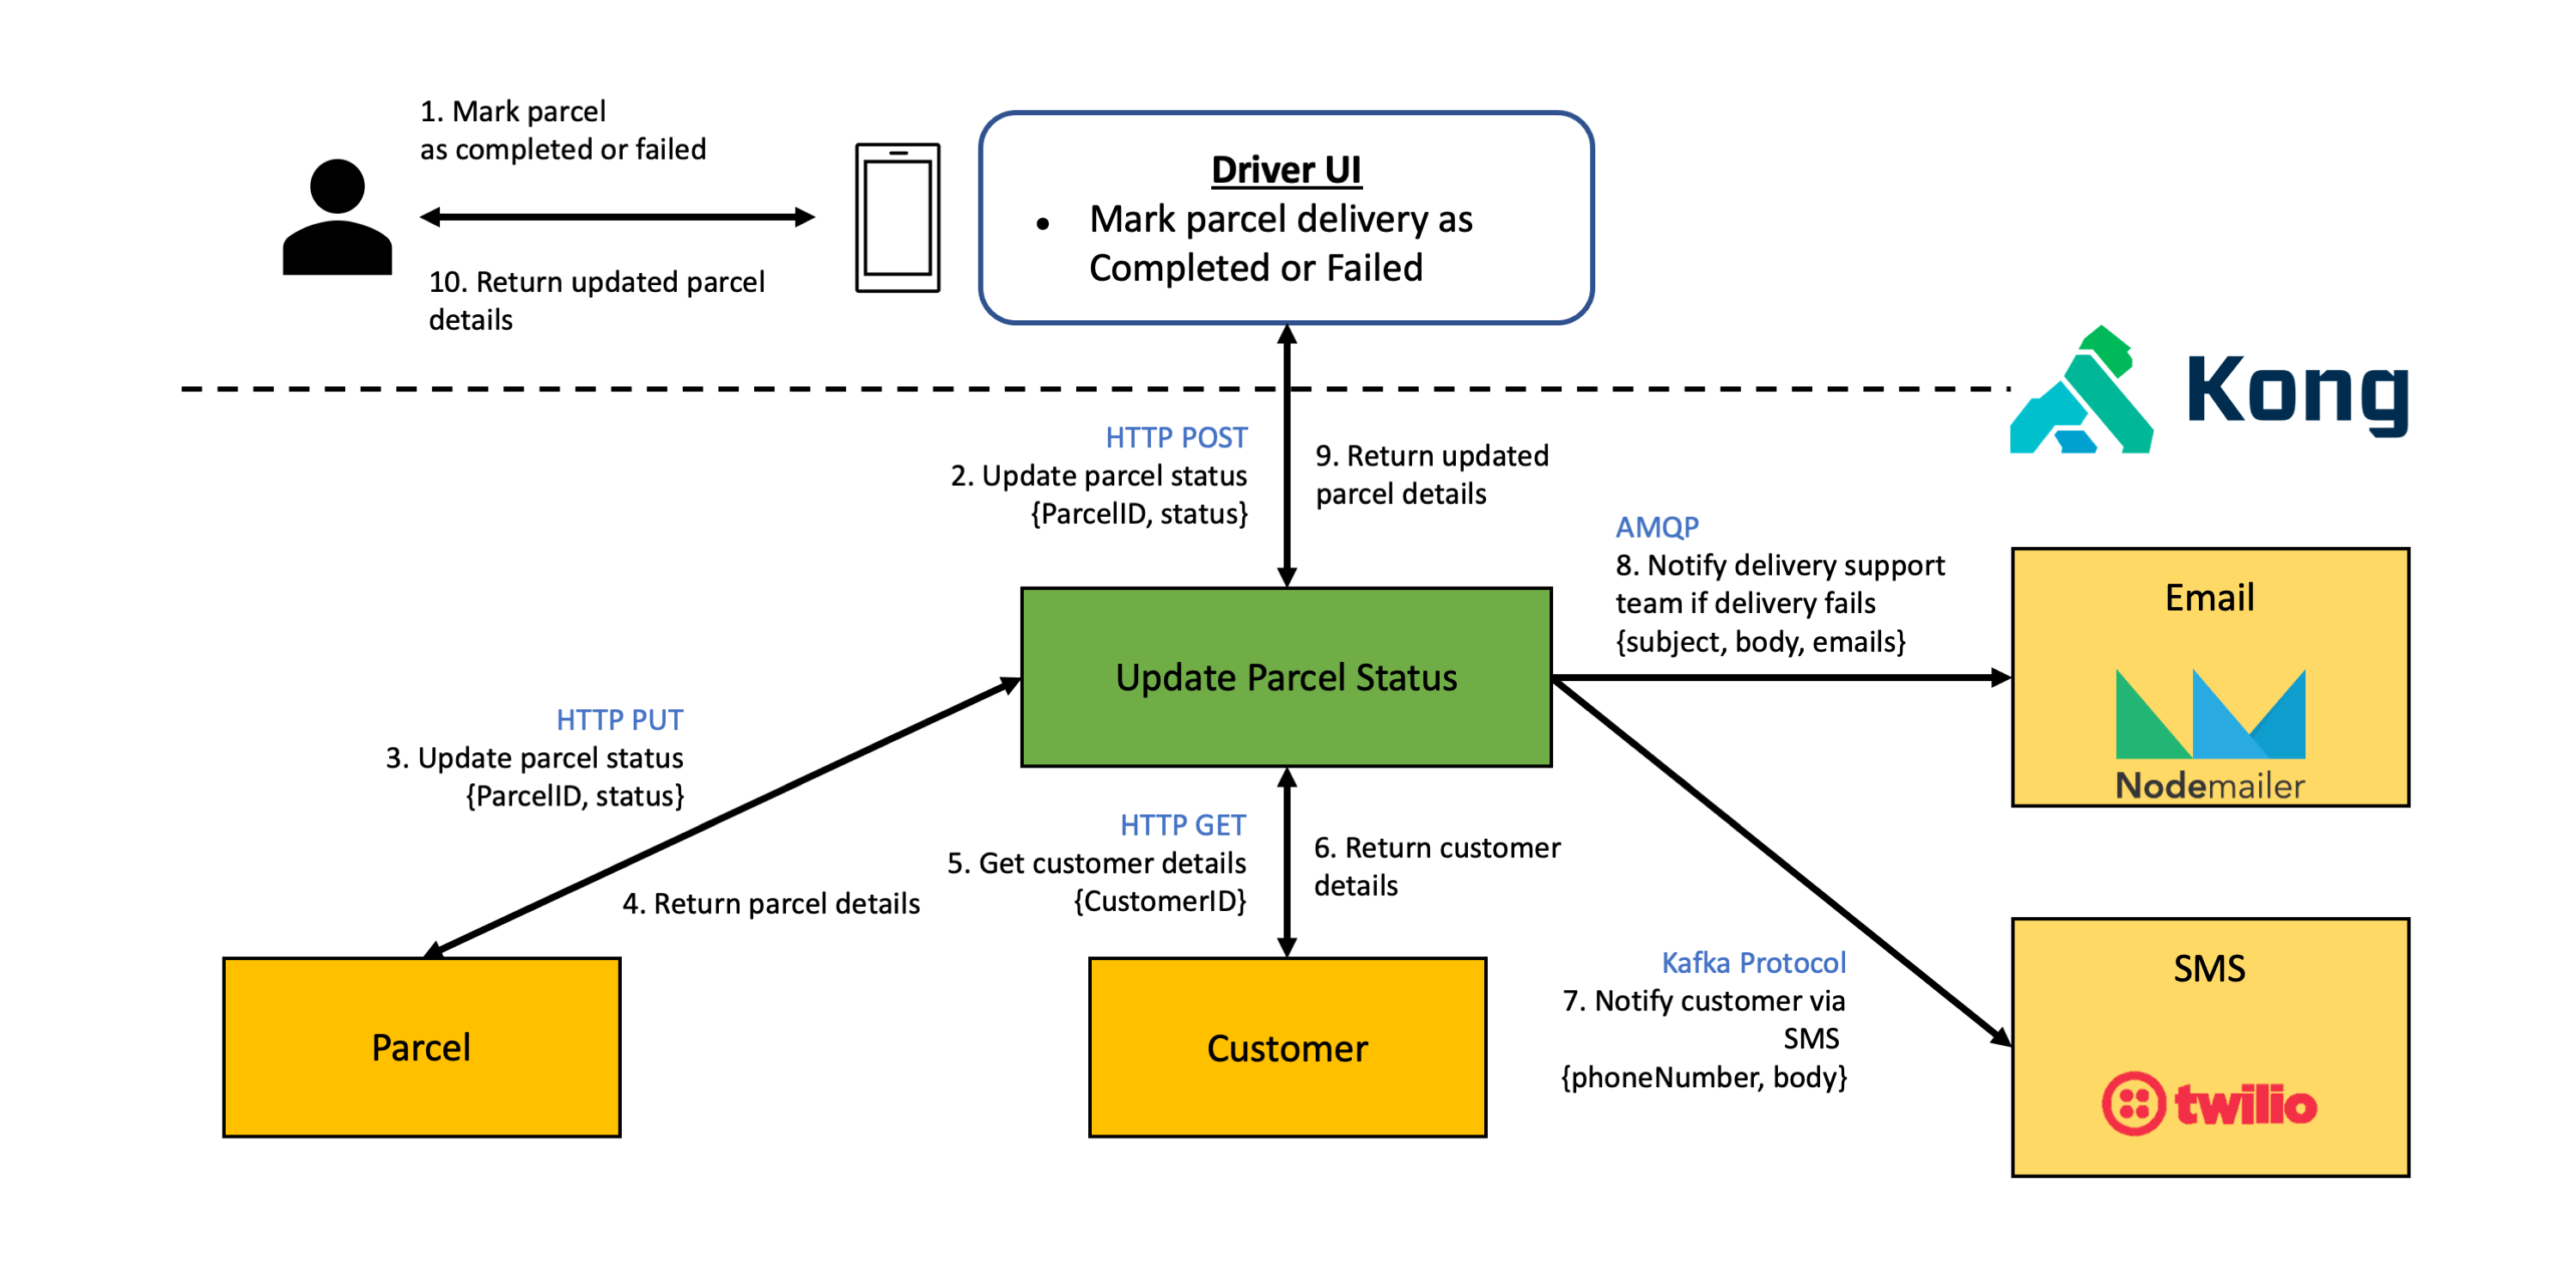 1. Mark parcel
as completed or failed
10. Return updated parcel
details
Driver UI
• Mark parcel delivery as
Completed or Failed
Kong
HTTP POST
2. Update parcel status
{ParcelID, status}
9. Return updated
parcel details
AMQP
8. Notify delivery support
team if delivery fails
{subject, body, emails}
Email
Nodemailer
Update Parcel Status
HTTP PUT
3. Update parcel status
{ParcelID, status}
4. Return parcel details
HTTP GET
5. Get customer details
{CustomerID}
6. Return customer
details
Kafka Protocol
7. Notify customer via
SMS
{phoneNumber, body}
SMS
twilio
Parcel
Customer